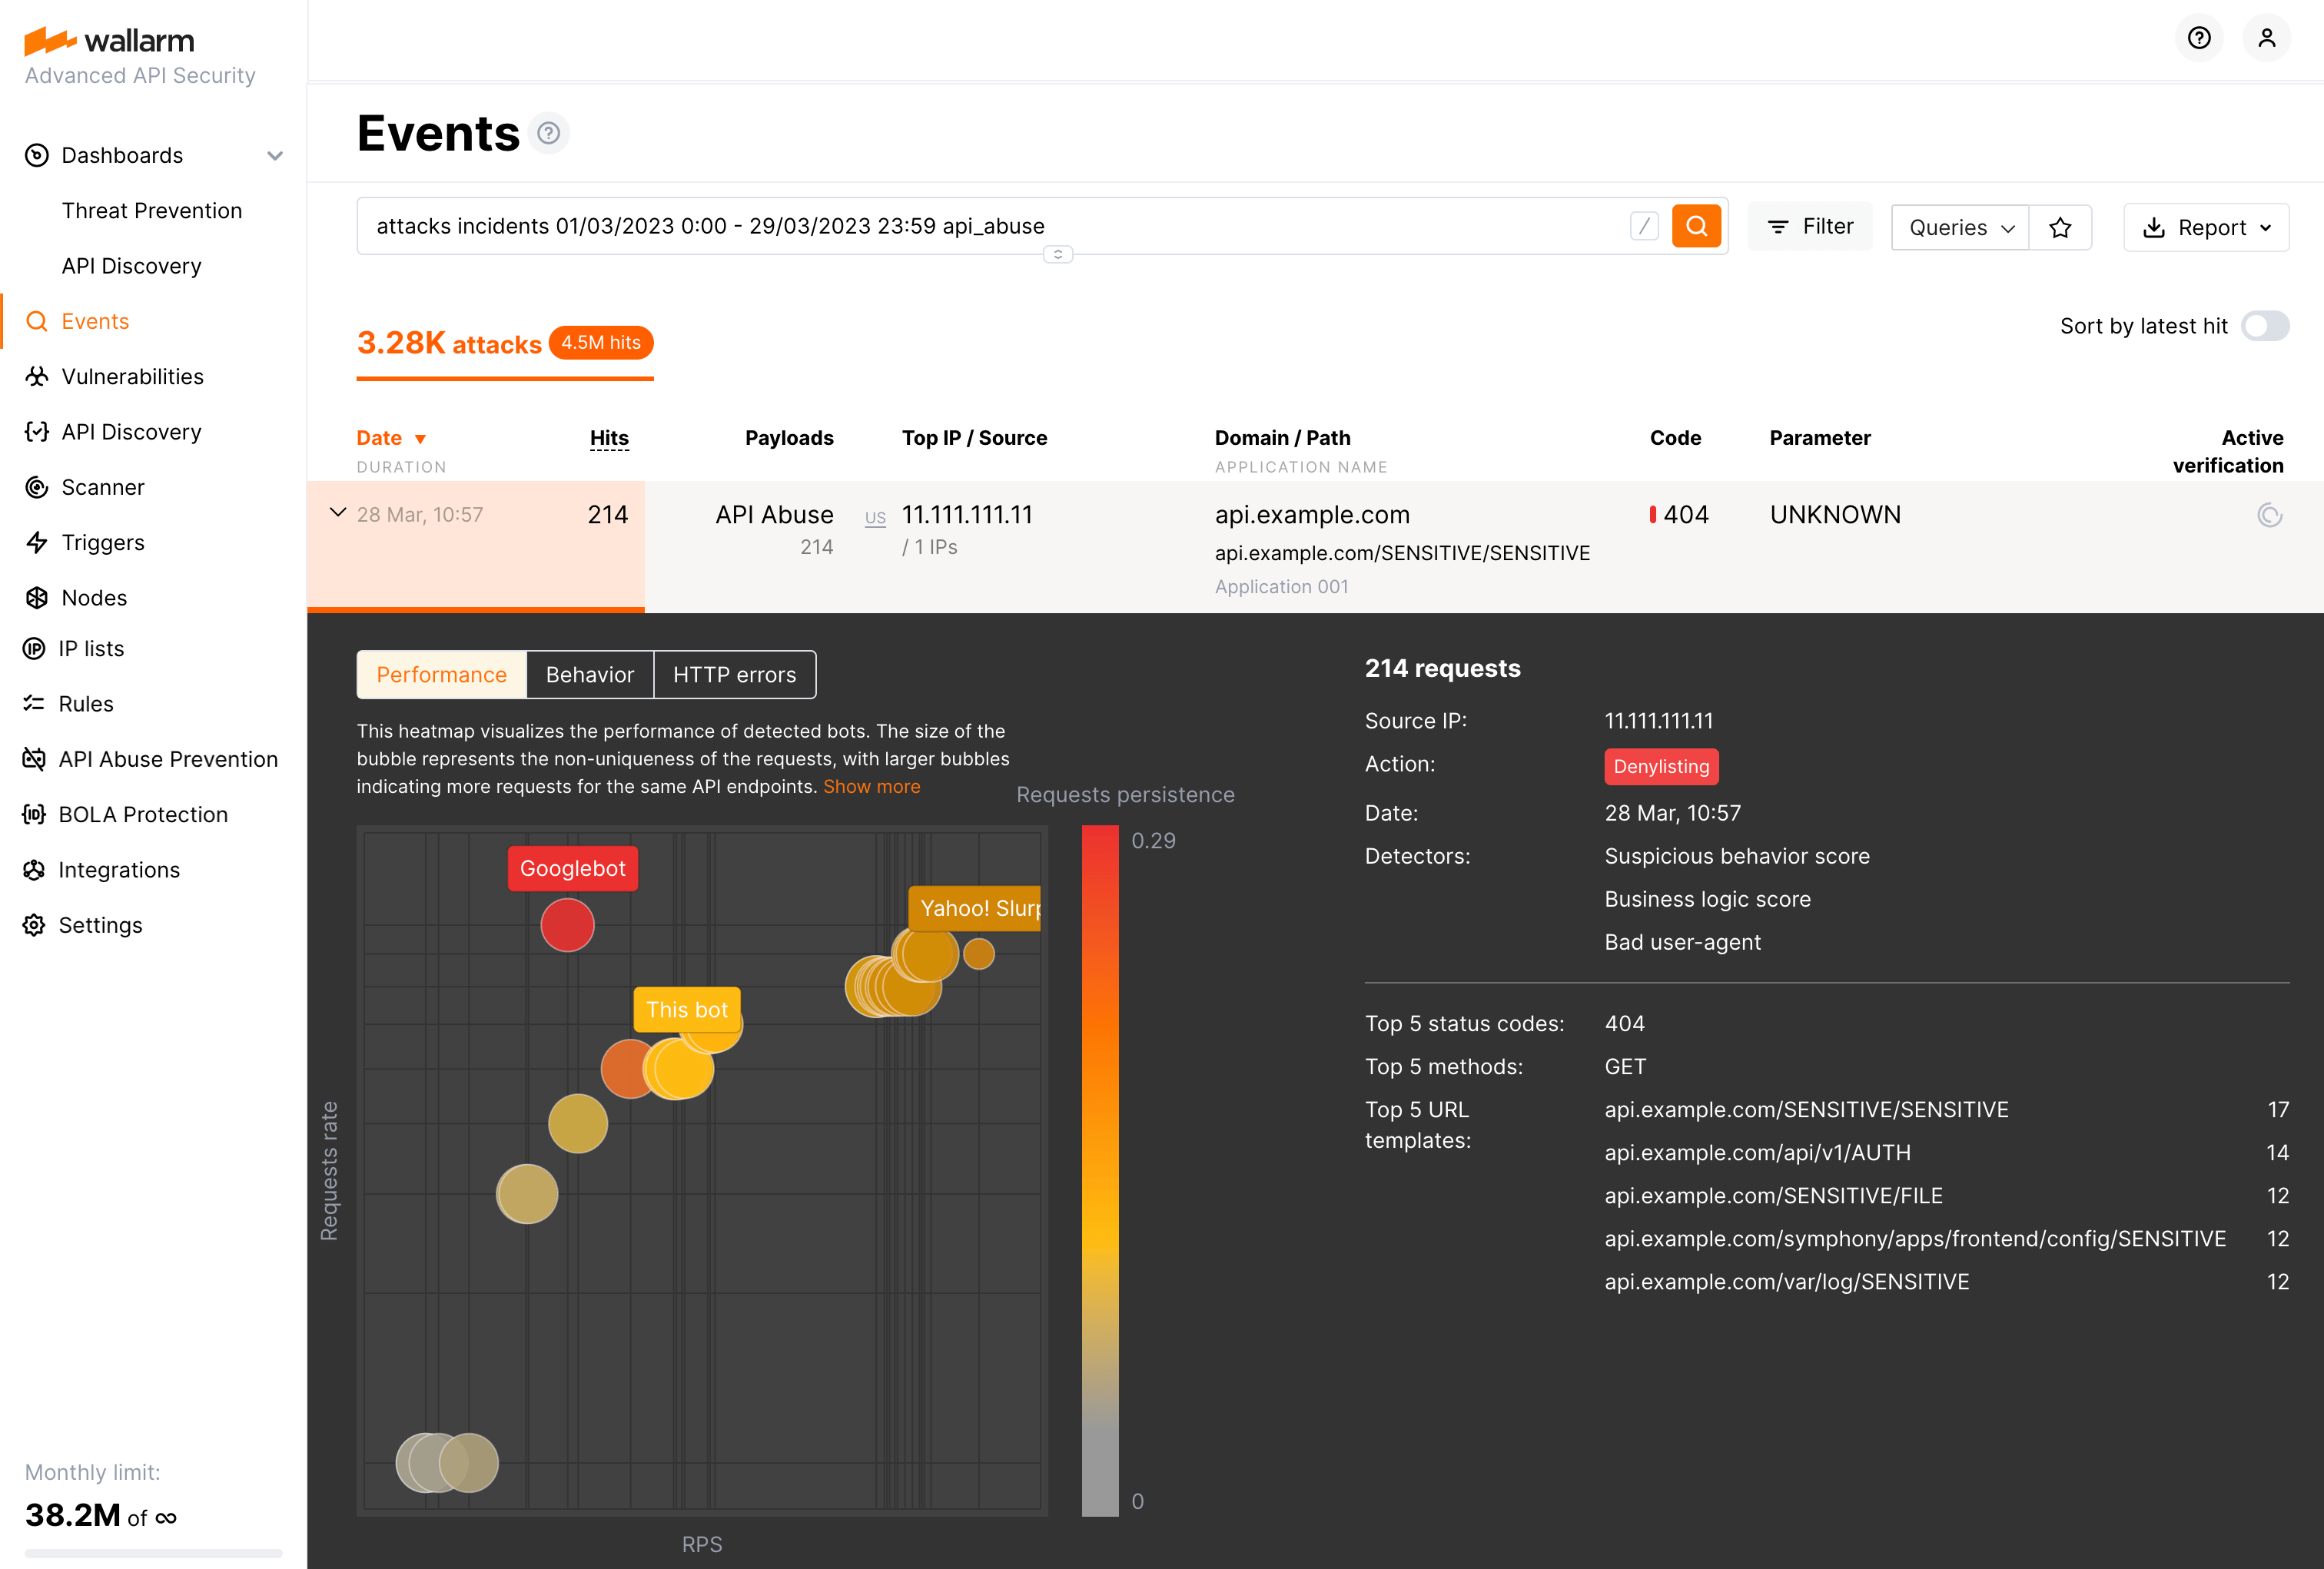 wallarm
Advanced API Security
Dashboards
Threat Prevention
API Discovery
Events
Vulnerabilities
API Discovery
Scanner
Triggers
Nodes
IP lists
Rules
API Abuse Prevention
BOLA Protection
Integrations
Settings
Monthly limit:
38.2M of ∞
Events ?
attacks incidents 01/03/2023 0:00 - 29/03/2023 23:59 api_abuse /
Filter
Queries
Report
3.28K attacks 4.5M hits
Sort by latest hit
Date ▼ Hits Payloads Top IP / Source Domain / Path Code Parameter Active verification
DURATION APPLICATION NAME
28 Mar, 10:57 214 API Abuse US 11.111.111.11 api.example.com 404 UNKNOWN
214 / 1 IPs api.example.com/SENSITIVE/SENSITIVE
Application 001
Performance Behavior HTTP errors
This heatmap visualizes the performance of detected bots. The size of the
bubble represents the non-uniqueness of the requests, with larger bubbles
indicating more requests for the same API endpoints. Show more
Requests persistence
0.29
0
Googlebot
Yahoo! Slurp
This bot
Requests rate
RPS
214 requests
Source IP: 11.111.111.11
Action: Denylisting
Date: 28 Mar, 10:57
Detectors: Suspicious behavior score
Business logic score
Bad user-agent
Top 5 status codes: 404
Top 5 methods: GET
Top 5 URL templates:
api.example.com/SENSITIVE/SENSITIVE 17
api.example.com/api/v1/AUTH 14
api.example.com/SENSITIVE/FILE 12
api.example.com/symphony/apps/frontend/config/SENSITIVE 12
api.example.com/var/log/SENSITIVE 12